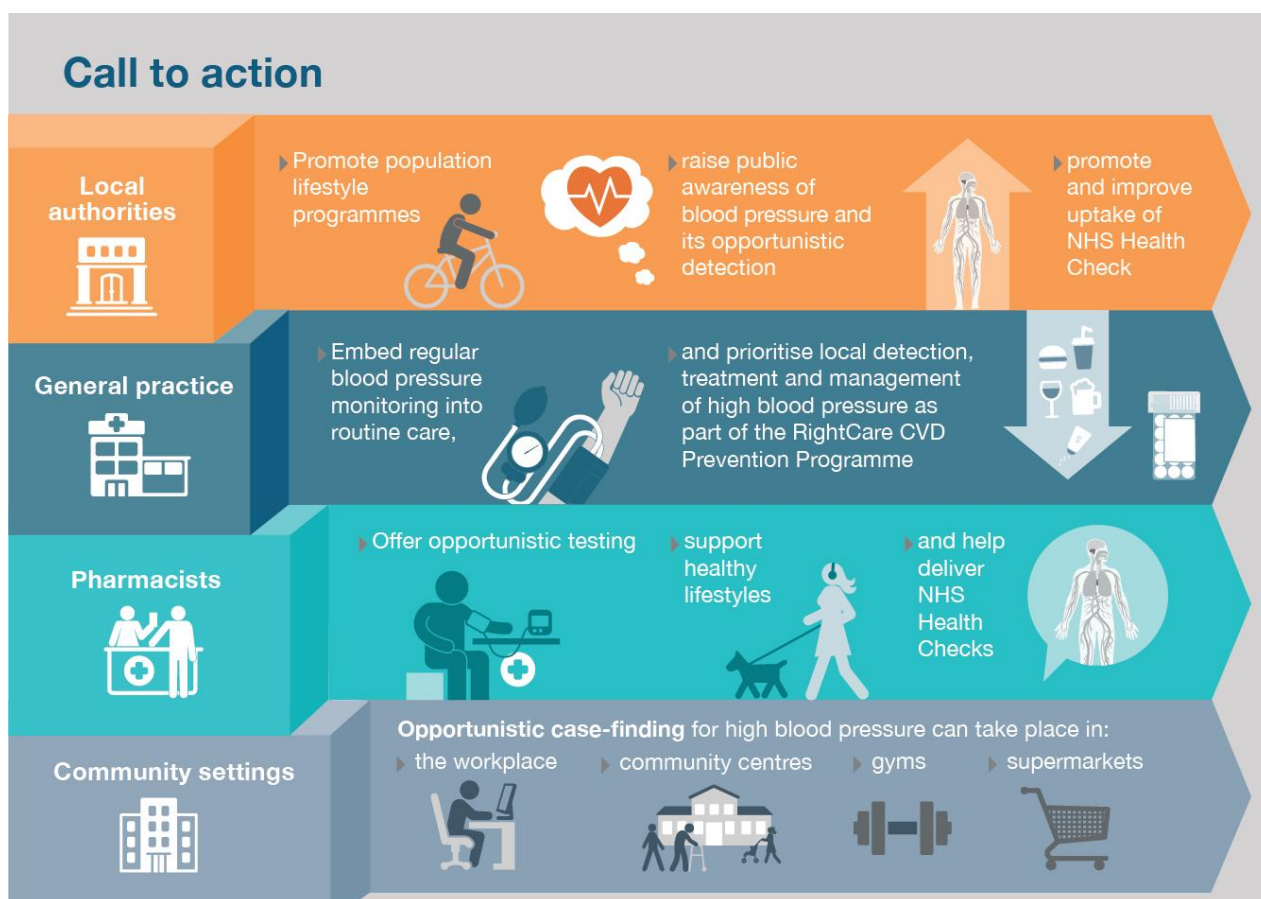 Call to action
Local
authorities
Promote population
lifestyle
programmes
raise public
awareness of
blood pressure and
its opportunistic
detection
promote
and improve
uptake of
NHS Health
Check
General practice
Embed regular
blood pressure
monitoring into
routine care,
and prioritise local detection,
treatment and management
of high blood pressure as
part of the RightCare CVD
Prevention Programme
Pharmacists
Offer opportunistic testing
support
healthy
lifestyles
and help
deliver
NHS
Health
Checks
Community settings
Opportunistic case-finding for high blood pressure can take place in:
the workplace
community centres
gyms
supermarkets